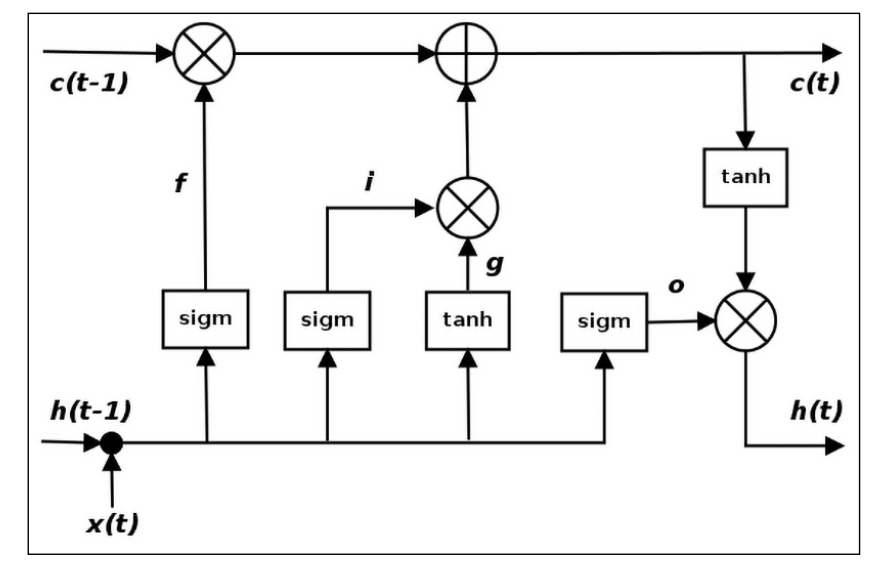 c(t-1)
c(t)
tanh
f
i
g
o
sigm
sigm
tanh
sigm
h(t-1)
h(t)
x(t)